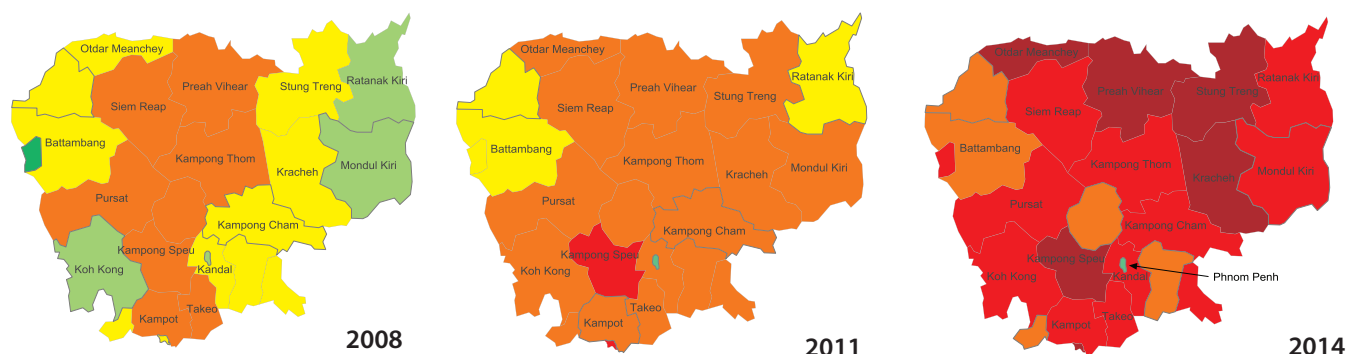 Otdar Meanchey
Ratanak Kiri
Preah Vihear
Stung Treng
Siem Reap
Battambang
Kampong Thom
Mondul Kiri
Kracheh
Pursat
Kampong Cham
Kampong Speu
Koh Kong
Kandal
Takeo
Kampot
2008
Otdar Meanchey
Ratanak Kiri
Preah Vihear
Stung Treng
Siem Reap
Battambang
Kampong Thom
Mondul Kiri
Kracheh
Pursat
Kampong Cham
Kampong Speu
Koh Kong
Takeo
Kampot
2011
Otdar Meanchey
Ratanak Kiri
Preah Vihear
Stung Treng
Siem Reap
Battambang
Kampong Thom
Mondul Kiri
Kracheh
Pursat
Kampong Cham
Kampong Speu
Koh Kong
Kandal
Phnom Penh
Takeo
Kampot
2014